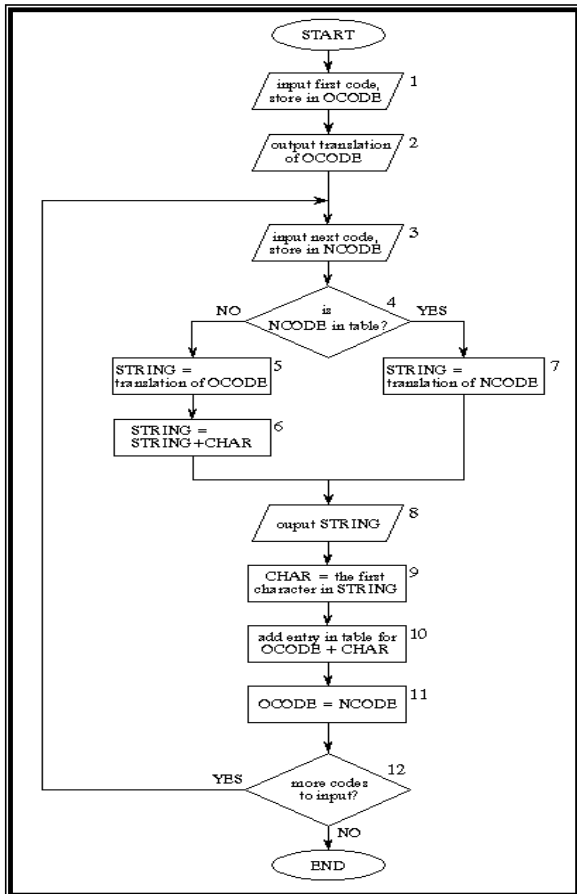 START
1
input first code,
store in OCODE
2
output translation
of OCODE
3
input next code,
store in NCODE
4
is
NCODE in table?
NO
YES
5
STRING =
translation of OCODE
7
STRING =
translation of NCODE
6
STRING =
STRING+CHAR
8
ouput STRING
9
CHAR = the first
character in STRING
10
add entry in table for
OCODE + CHAR
11
OCODE = NCODE
12
more codes
to input?
YES
NO
END